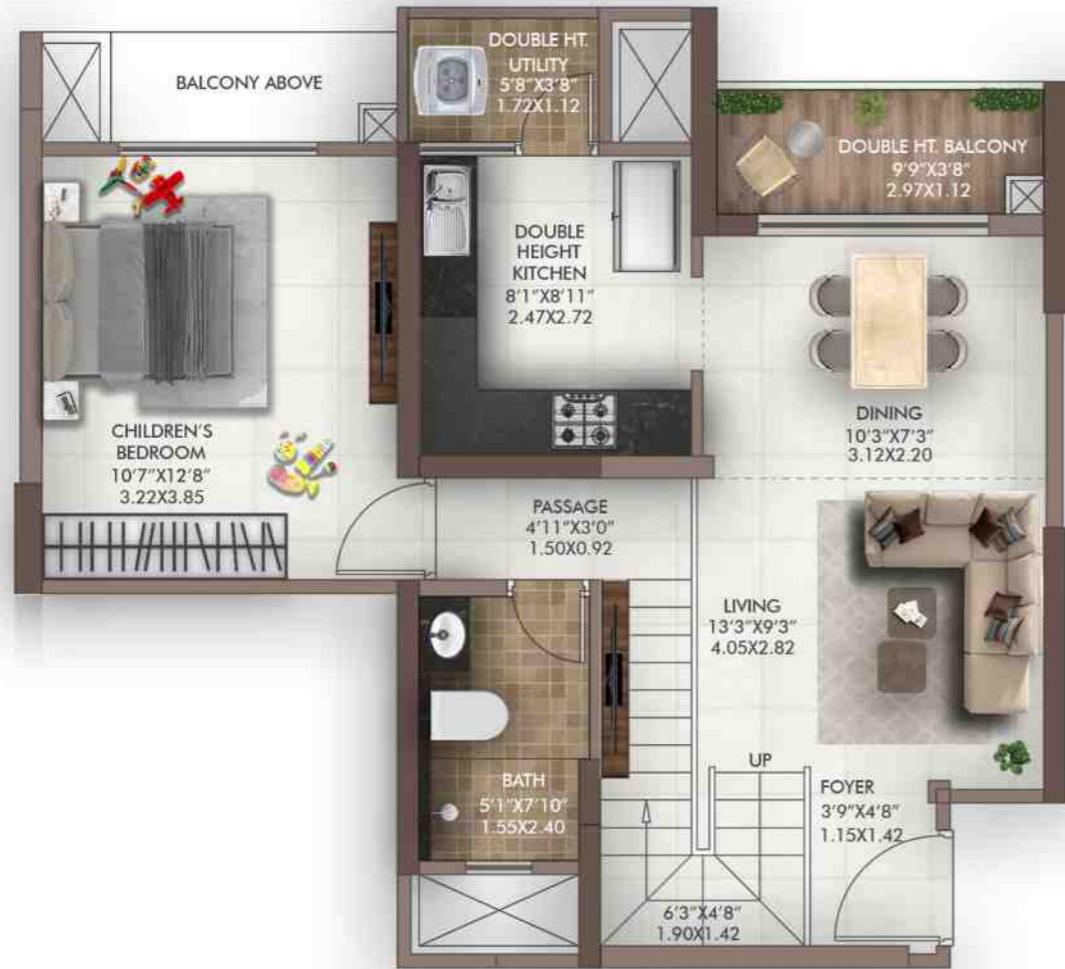 BALCONY ABOVE
DOUBLE HT.
UTILITY
5'8"X3'8"
1.72X1.12
DOUBLE HT. BALCONY
9'9"X3'8"
2.97X1.12
DOUBLE
HEIGHT
KITCHEN
8'1"X8'11"
2.47X2.72
CHILDREN'S
BEDROOM
10'7"X12'8"
3.22X3.85
DINING
10'3"X7'3"
3.12X2.20
PASSAGE
4'11"X3'0"
1.50X0.92
LIVING
13'3"X9'3"
4.05X2.82
BATH
5'1"X7'10"
1.55X2.40
UP
FOYER
3'9"X4'8"
1.15X1.42
6'3"X4'8"
1.90X1.42